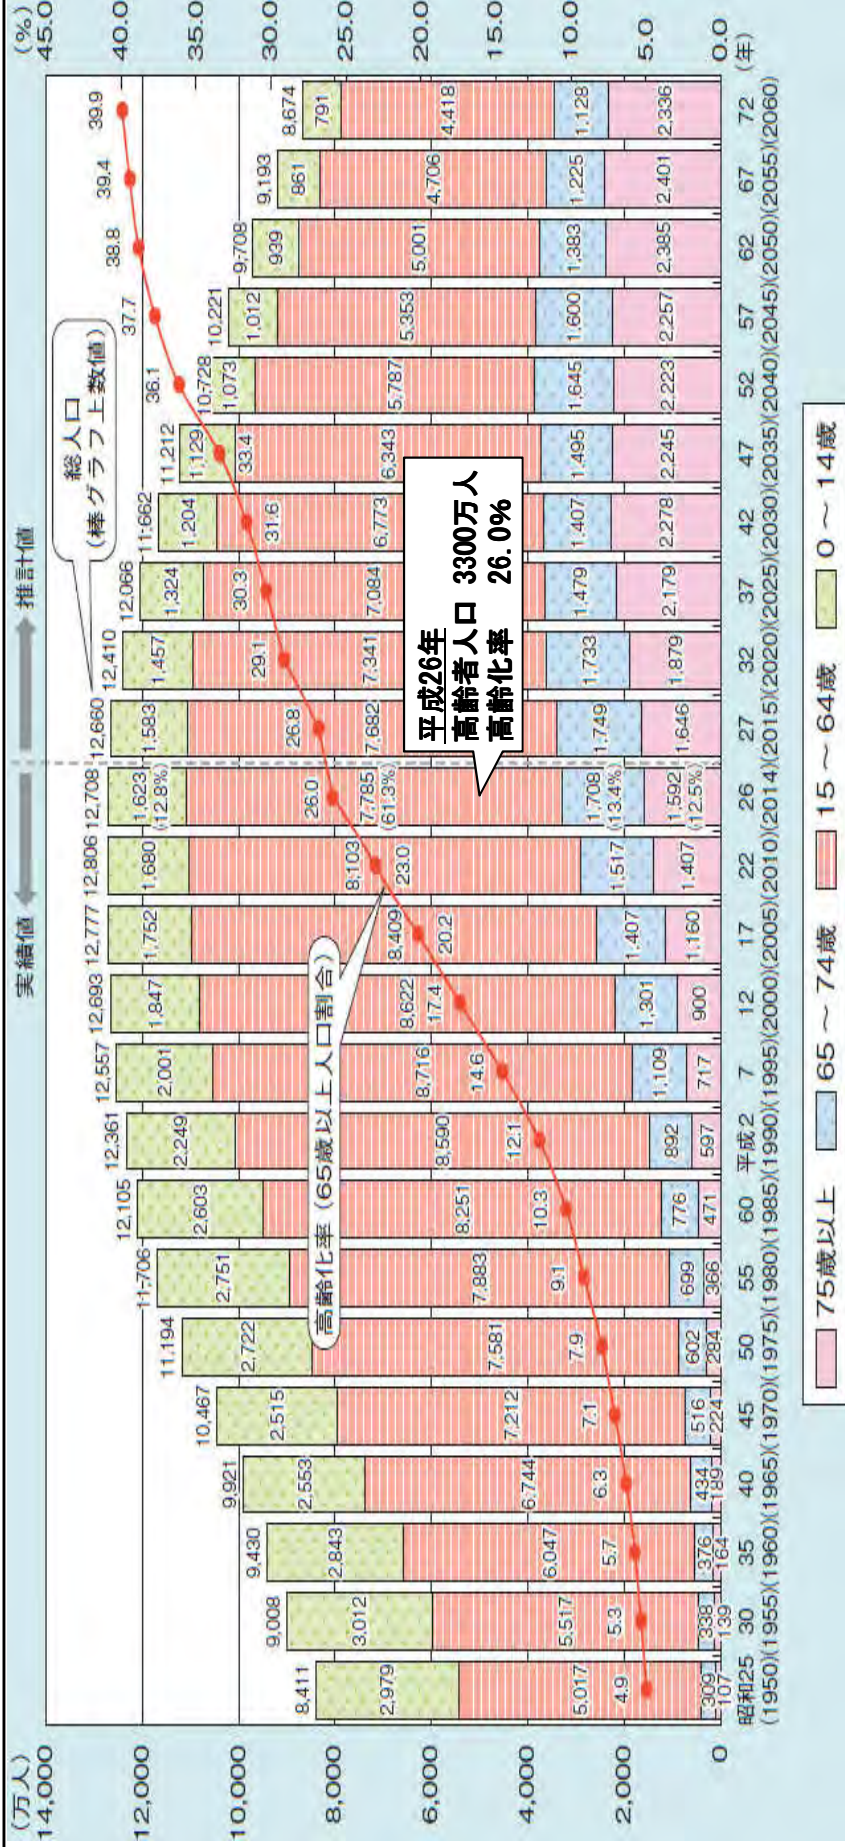 (万人)
14,000
12,000
10,000
8,000
6,000
4,000
2,000
0
(%)
45.0
40.0
35.0
30.0
25.0
20.0
15.0
10.0
5.0
0.0
(年)
実績値
推計値
総人口
(棒グラフ上数値)
高齢化率(65歳以上人口割合)
平成26年
高齢者人口 3300万人
高齢化率 26.0%
8,411 9,008 9,430 9,921 10,467 11,194 11,706 12,105 12,361 12,557 12,693 12,777 12,806 12,708 12,660 12,410 12,066 11,662 11,212 10,728 10,221 9,708 9,193 8,674
2,979 3,012 2,843 2,553 2,515 2,722 2,751 2,603 2,249 2,001 1,847 1,752 1,680 1,623 1,583 1,457 1,324 1,204 1,129 1,073 1,012 939 861 791
(12.8%)
5,017 5,517 6,047 6,744 7,212 7,581 7,883 8,251 8,590 8,716 8,622 8,409 8,103 7,785 7,682 7,341 7,084 6,773 6,343 5,787 5,353 5,001 4,706 4,418
(61.3%)
4.9 5.3 5.7 6.3 7.1 7.9 9.1 10.3 12.1 14.6 17.4 20.2 23.0 26.0 26.8 29.1 30.3 31.6 33.4 36.1 37.7 38.8 39.4 39.9
309 338 376 434 516 602 699 776 892 1,109 1,301 1,407 1,517 1,708 1,749 1,733 1,479 1,407 1,495 1,645 1,600 1,383 1,225 1,128
(13.4%)
107 139 164 189 224 284 366 471 597 717 900 1,160 1,407 1,592 1,646 1,879 2,179 2,278 2,245 2,223 2,257 2,385 2,401 2,336
(12.5%)
昭和25 30 35 40 45 50 55 60 平成2 7 12 17 22 26 27 32 37 42 47 52 57 62 67 72
(1950)(1955)(1960)(1965)(1970)(1975)(1980)(1985)(1990)(1995)(2000)(2005)(2010)(2014)(2015)(2020)(2025)(2030)(2035)(2040)(2045)(2050)(2055)(2060)
75歳以上 65～74歳 15～64歳 0～14歳